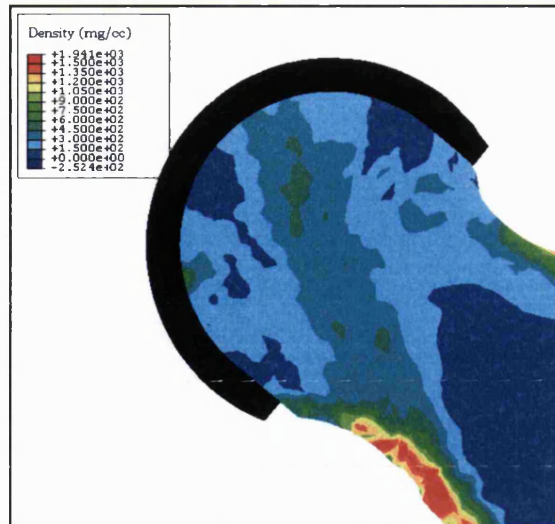 Density (mg/cc)
+1.941e+03
+1.500e+03
+1.350e+03
+1.200e+03
+1.050e+03
+9.000e+02
+7.500e+02
+6.000e+02
+4.500e+02
+3.000e+02
+1.500e+02
+0.000e+00
-2.524e+02